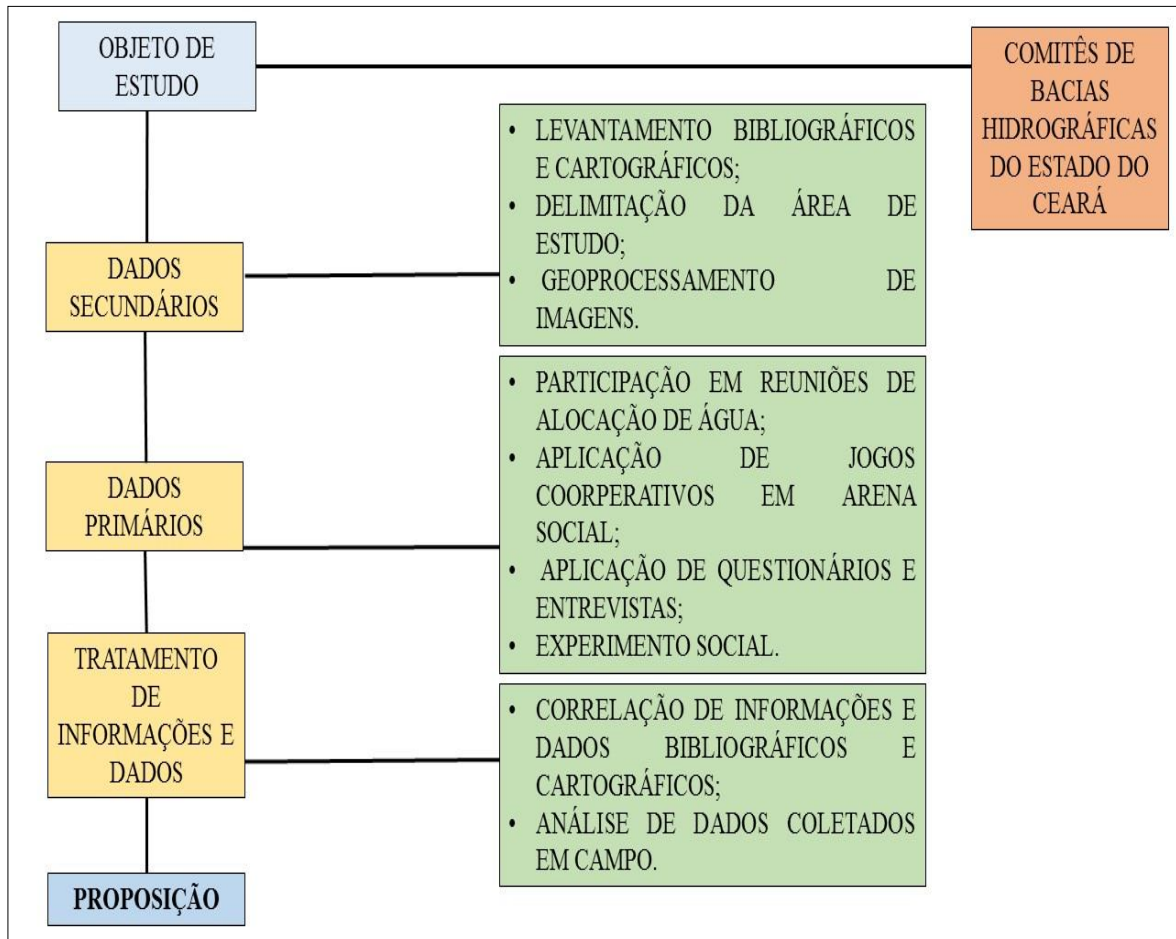 OBJETO DE
ESTUDO
COMITÊS DE
BACIAS
HIDROGRÁFICAS
DO ESTADO DO
CEARÁ
DADOS
SECUNDÁRIOS
• LEVANTAMENTO BIBLIOGRÁFICOS
E CARTOGRÁFICOS;
• DELIMITAÇÃO DA ÁREA DE
ESTUDO;
• GEOPROCESSAMENTO DE
IMAGENS.
DADOS
PRIMÁRIOS
• PARTICIPAÇÃO EM REUNIÕES DE
ALOCAÇÃO DE ÁGUA;
• APLICAÇÃO DE JOGOS
COORPERATIVOS EM ARENA
SOCIAL;
• APLICAÇÃO DE QUESTIONÁRIOS E
ENTREVISTAS;
• EXPERIMENTO SOCIAL.
TRATAMENTO
DE
INFORMAÇÕES E
DADOS
• CORRELAÇÃO DE INFORMAÇÕES E
DADOS BIBLIOGRÁFICOS E
CARTOGRÁFICOS;
• ANÁLISE DE DADOS COLETADOS
EM CAMPO.
PROPOSIÇÃO